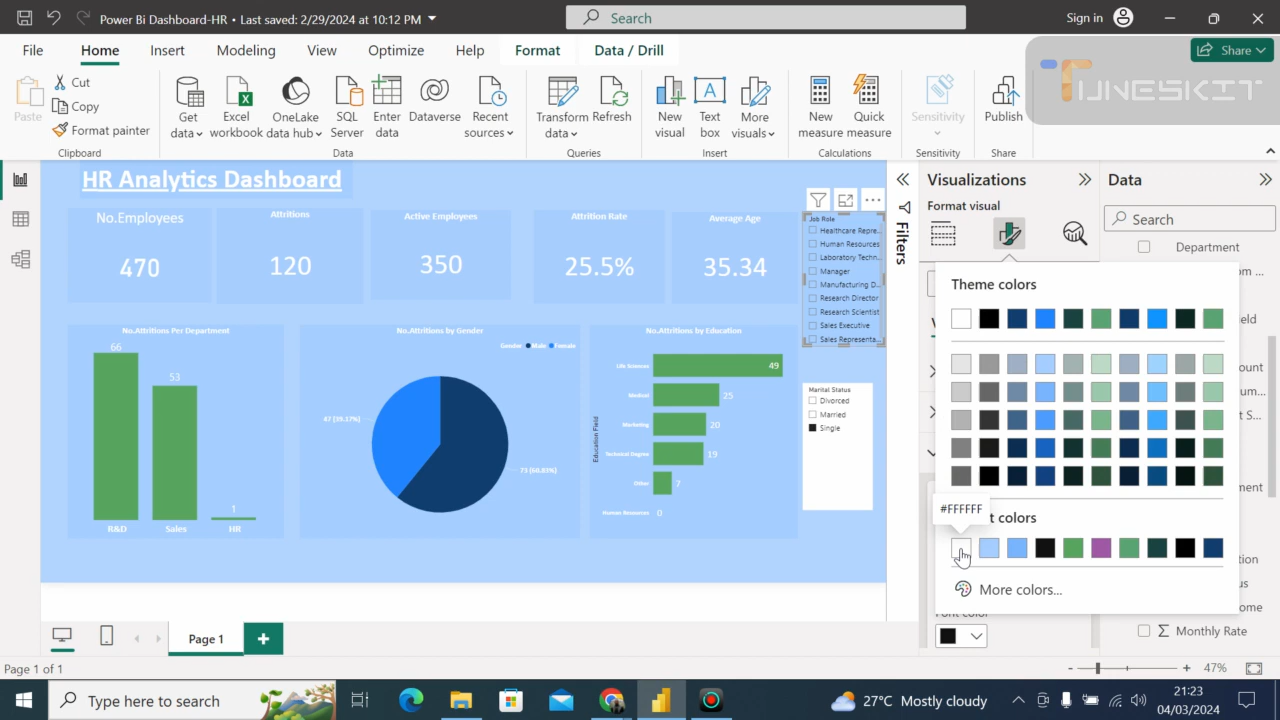 Power Bi Dashboard-HR • Last saved: 2/29/2024 at 10:12 PM
Search
Sign in
File
Home
Insert
Modeling
View
Optimize
Help
Format
Data / Drill
Share
TUNESKIT
Paste
Cut
Copy
Format painter
Clipboard
Get data
Excel workbook
OneLake data hub
SQL Server
Enter data
Dataverse
Recent sources
Data
Transform data
Refresh
Queries
New visual
Text box
More visuals
Insert
New measure
Quick measure
Calculations
Sensitivity
Sensitivity
Publish
Share
HR Analytics Dashboard
No.Employees
470
Attritions
120
Active Employees
350
Attrition Rate
25.5%
Average Age
35.34
Job Role
Healthcare Repre...
Human Resources
Laboratory Techn...
Manager
Manufacturing D...
Research Director
Research Scientist
Sales Executive
Sales Representa...
No.Attritions Per Department
66
53
1
R&D
Sales
HR
No.Attritions by Gender
Gender
Male
Female
47 (39.17%)
73 (60.83%)
No.Attritions by Education
Education Field
Life Sciences
49
Medical
25
Marketing
20
Technical Degree
19
Other
7
Human Resources
0
Marital Status
Divorced
Married
Single
Filters
Visualizations
Format visual
Theme colors
#FFFFFF
t colors
More colors...
Font color
Data
Search
Department
Monthly Rate
Page 1
Page 1 of 1
47%
Type here to search
27°C Mostly cloudy
21:23
04/03/2024